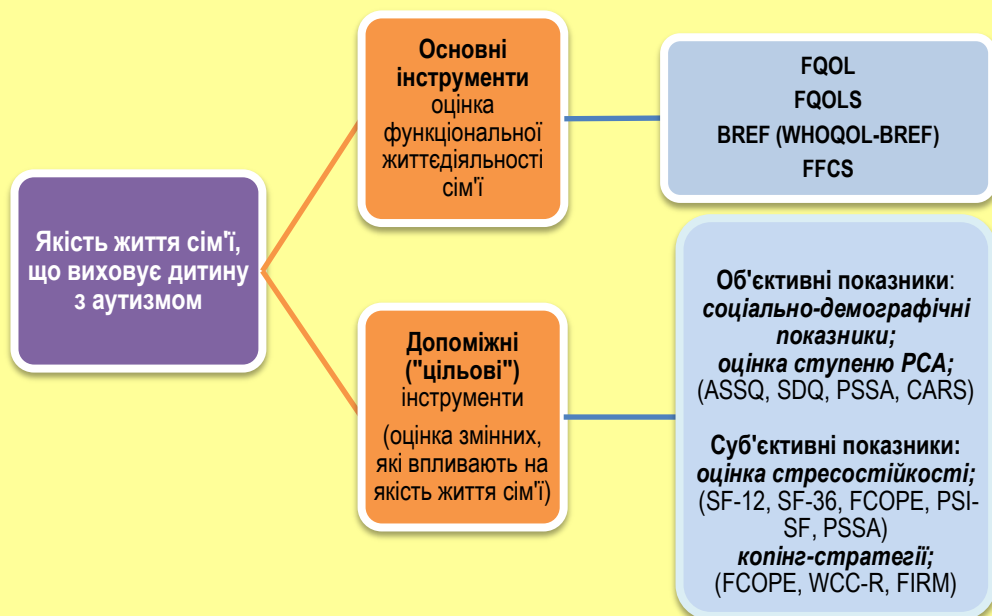 Якість життя сім'ї,
що виховує дитину
з аутизмом
Основні
інструменти
оцінка
функціональної
життєдіяльності
сім'ї
FQOL
FQOLS
BREF (WHOQOL-BREF)
FFCS
Допоміжні
("цільові")
інструменти
(оцінка змінних,
які впливають на
якість життя сім'ї)
Об'єктивні показники:
соціально-демографічні
показники;
оцінка ступеню РСА;
(ASSQ, SDQ, PSSA, CARS)
Суб'єктивні показники:
оцінка стресостійкості;
(SF-12, SF-36, FCOPE, PSI-
SF, PSSA)
копінг-стратегії;
(FCOPE, WCC-R, FIRM)